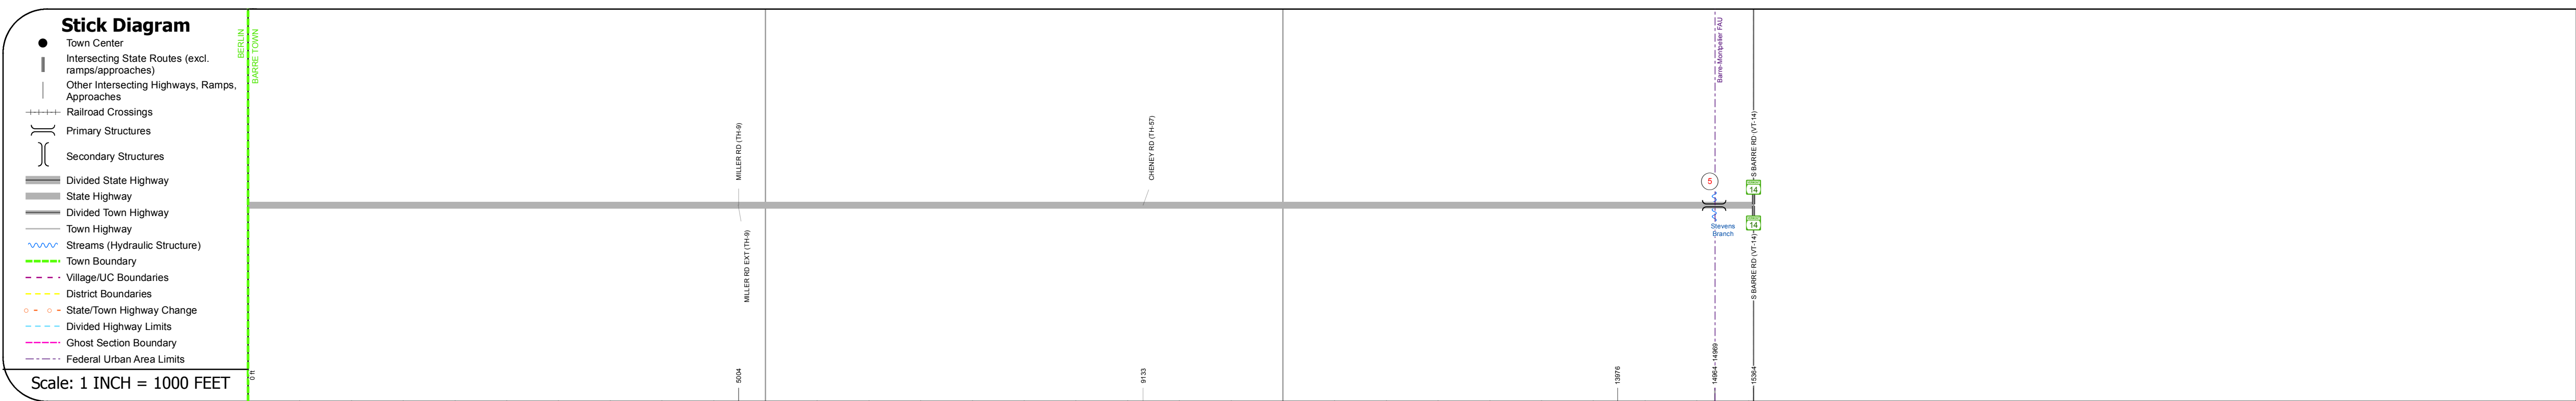 Stick Diagram
Town Center
Intersecting State Routes (excl.
ramps/approaches)
Other Intersecting Highways, Ramps,
Approaches
Railroad Crossings
Primary Structures
Secondary Structures
Divided State Highway
State Highway
Divided Town Highway
Town Highway
Streams (Hydraulic Structure)
Town Boundary
Village/UC Boundaries
District Boundaries
State/Town Highway Change
Divided Highway Limits
Ghost Section Boundary
Federal Urban Area Limits
Scale: 1 INCH = 1000 FEET
BERLIN
BARRE TOWN
0 ft
MILLER RD (TH-9)
MILLER RD EXT (TH-9)
5004
CHENEY RD (TH-57)
9133
13976
Barre-Montpelier FAU
5
Stevens
Branch
14964
14969
S BARRE RD (VT-14)
14
14
S BARRE RD (VT-14)
15364